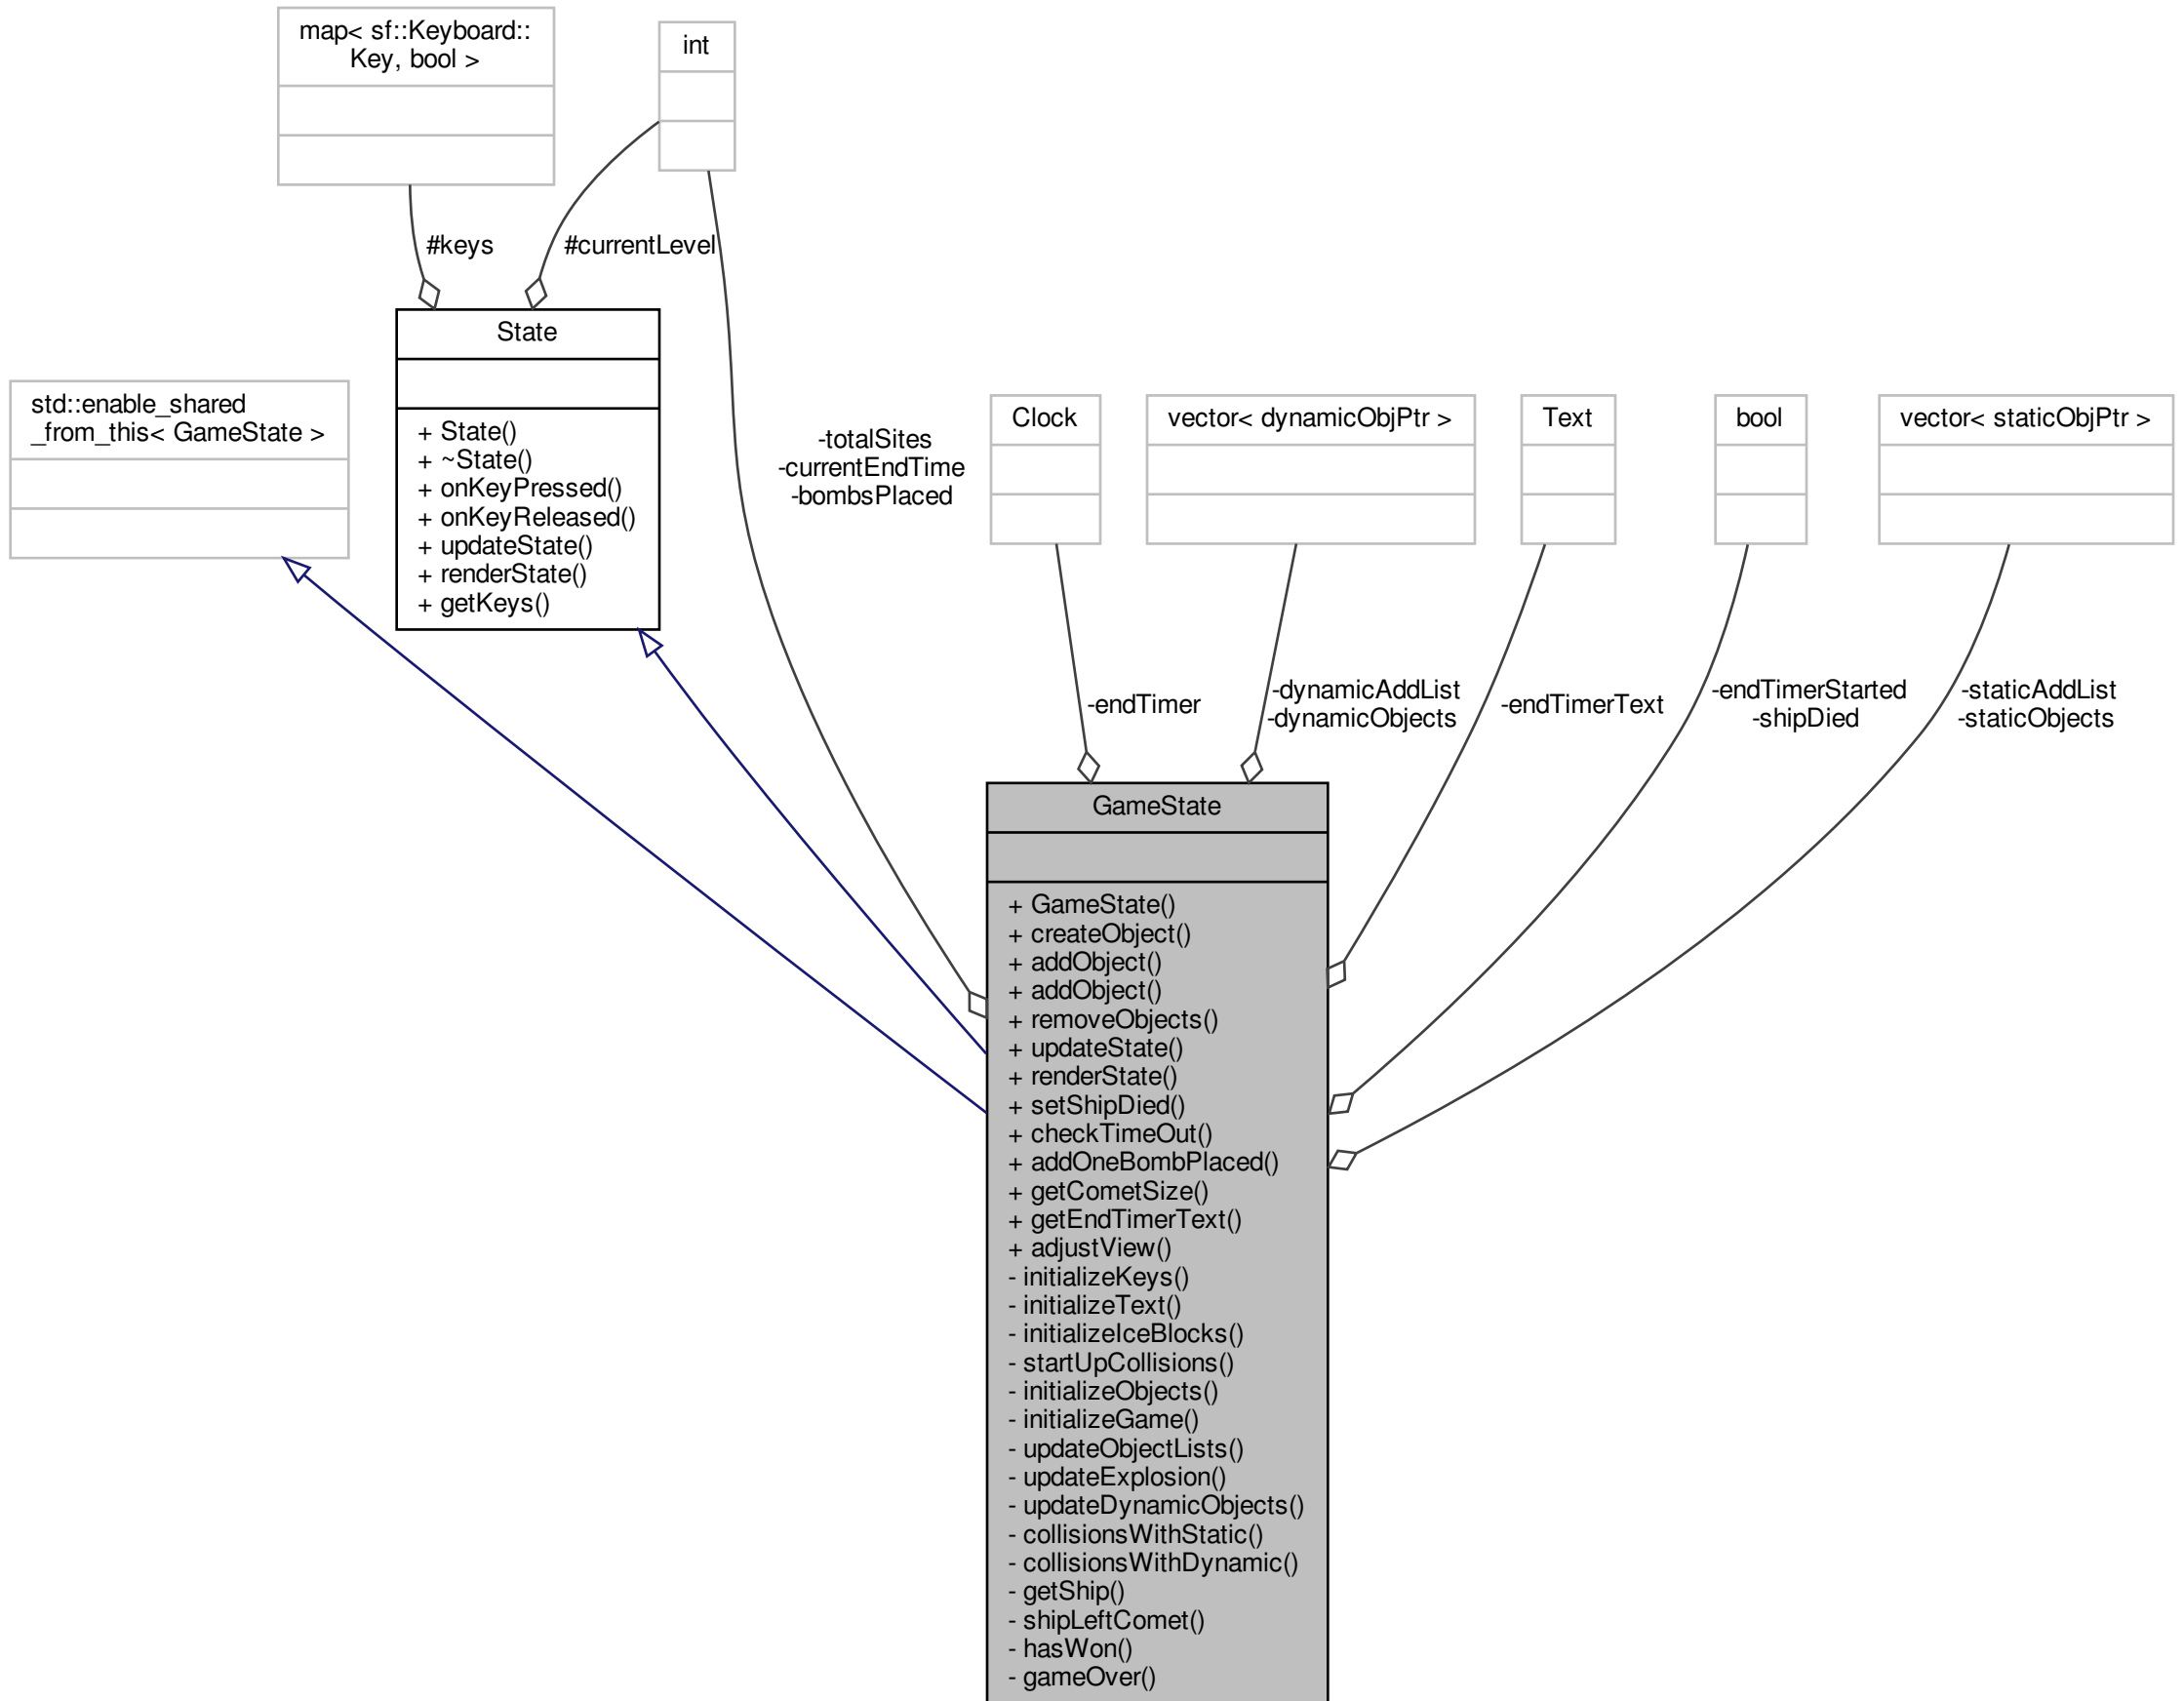 map< sf::Keyboard::
Key, bool >
int
#keys
#currentLevel
State
+ State()
+ ~State()
+ onKeyPressed()
+ onKeyReleased()
+ updateState()
+ renderState()
+ getKeys()
std::enable_shared
_from_this< GameState >
-totalSites
-currentEndTime
-bombsPlaced
Clock
vector< dynamicObjPtr >
Text
bool
vector< staticObjPtr >
-endTimer
-dynamicAddList
-dynamicObjects
-endTimerText
-endTimerStarted
-shipDied
-staticAddList
-staticObjects
GameState
+ GameState()
+ createObject()
+ addObject()
+ addObject()
+ removeObjects()
+ updateState()
+ renderState()
+ setShipDied()
+ checkTimeOut()
+ addOneBombPlaced()
+ getCometSize()
+ getEndTimerText()
+ adjustView()
- initializeKeys()
- initializeText()
- initializeIceBlocks()
- startUpCollisions()
- initializeObjects()
- initializeGame()
- updateObjectLists()
- updateExplosion()
- updateDynamicObjects()
- collisionsWithStatic()
- collisionsWithDynamic()
- getShip()
- shipLeftComet()
- hasWon()
- gameOver()